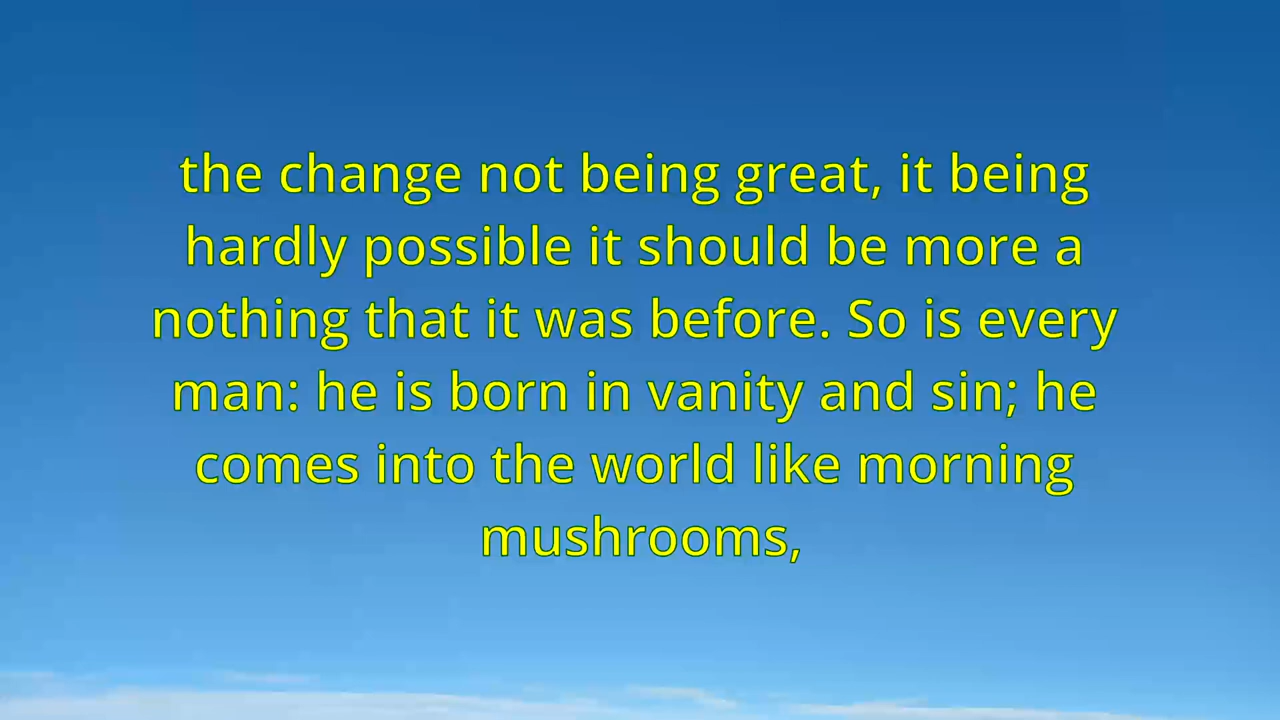 the change not being great, it being
hardly possible it should be more a
nothing that it was before. So is every
man: he is born in vanity and sin; he
comes into the world like morning
mushrooms,